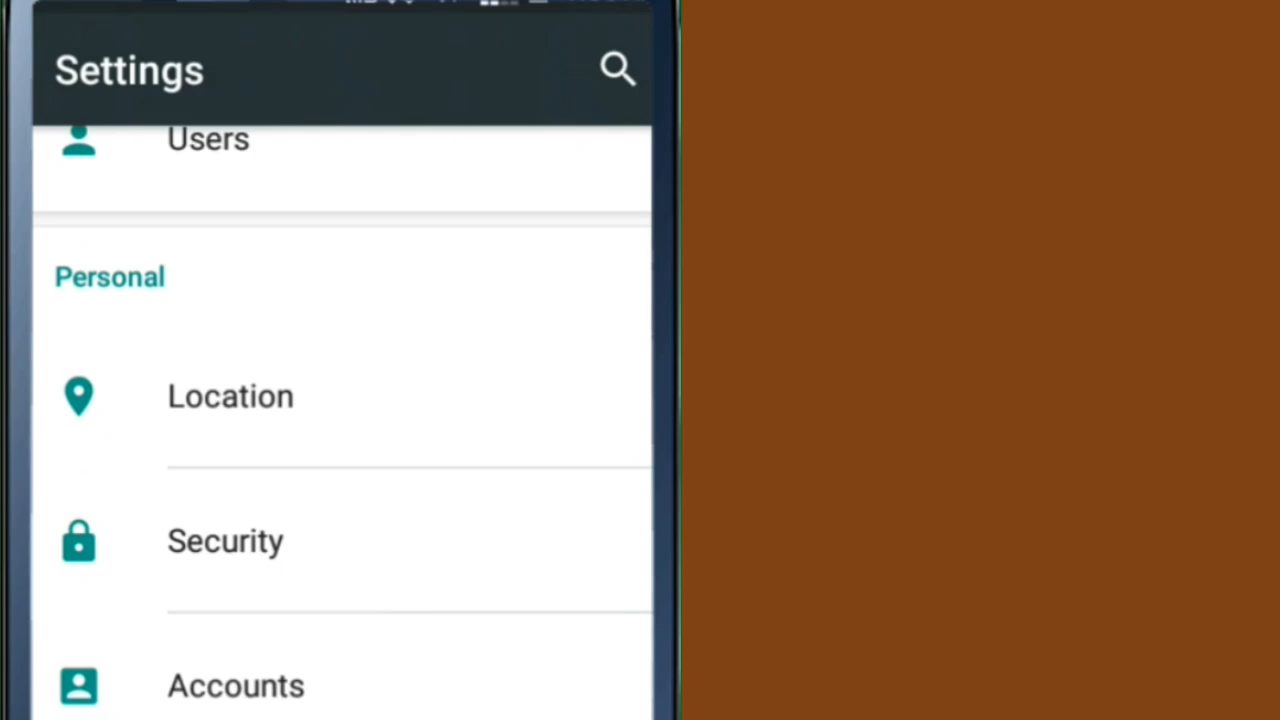 Settings
Users
Personal
Location
Security
Accounts